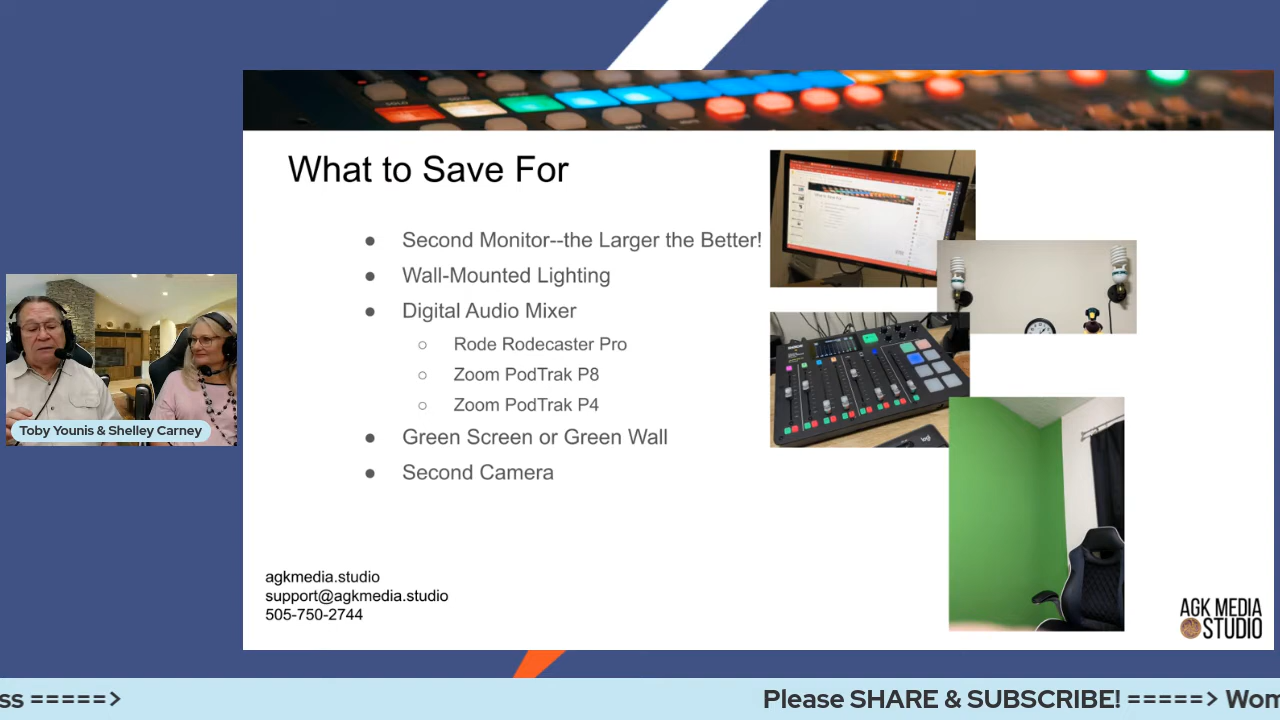 What to Save For
● Second Monitor--the Larger the Better!
● Wall-Mounted Lighting
● Digital Audio Mixer
○ Rode Rodecaster Pro
○ Zoom PodTrak P8
○ Zoom PodTrak P4
● Green Screen or Green Wall
● Second Camera
Toby Younis & Shelley Carney
agkmedia.studio
support@agkmedia.studio
505-750-2744
AGK MEDIA
STUDIO
ss =====> Please SHARE & SUBSCRIBE! =====> Wom